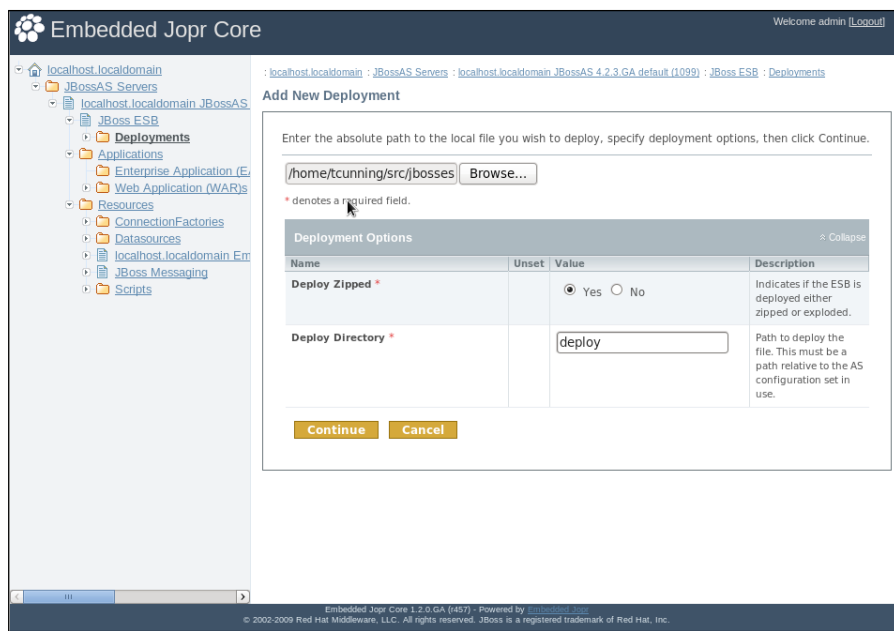 Embedded Jopr Core
Welcome admin [Logout]
localhost.localdomain
JBossAS Servers
localhost.localdomain JBossAS
JBoss ESB
Deployments
Applications
Enterprise Application (EA
Web Application (WAR)s
Resources
ConnectionFactories
Datasources
localhost.localdomain Em
JBoss Messaging
Scripts
: localhost.localdomain : JBossAS Servers : localhost.localdomain JBossAS 4.2.3.GA default (1099) : JBoss ESB : Deployments
Add New Deployment
Enter the absolute path to the local file you wish to deploy, specify deployment options, then click Continue.
/home/tcunning/src/jbosses Browse...
* denotes a required field.
Deployment Options
Collapse
Name Unset Value Description
Deploy Zipped *
Yes No
Indicates if the ESB is
deployed either
zipped or exploded.
Deploy Directory *
deploy
Path to deploy the
file. This must be a
path relative to the AS
configuration set in
use.
Continue Cancel
Embedded Jopr Core 1.2.0.GA (r457) - Powered by Embedded Jopr
© 2002-2009 Red Hat Middleware, LLC. All rights reserved. JBoss is a registered trademark of Red Hat, Inc.